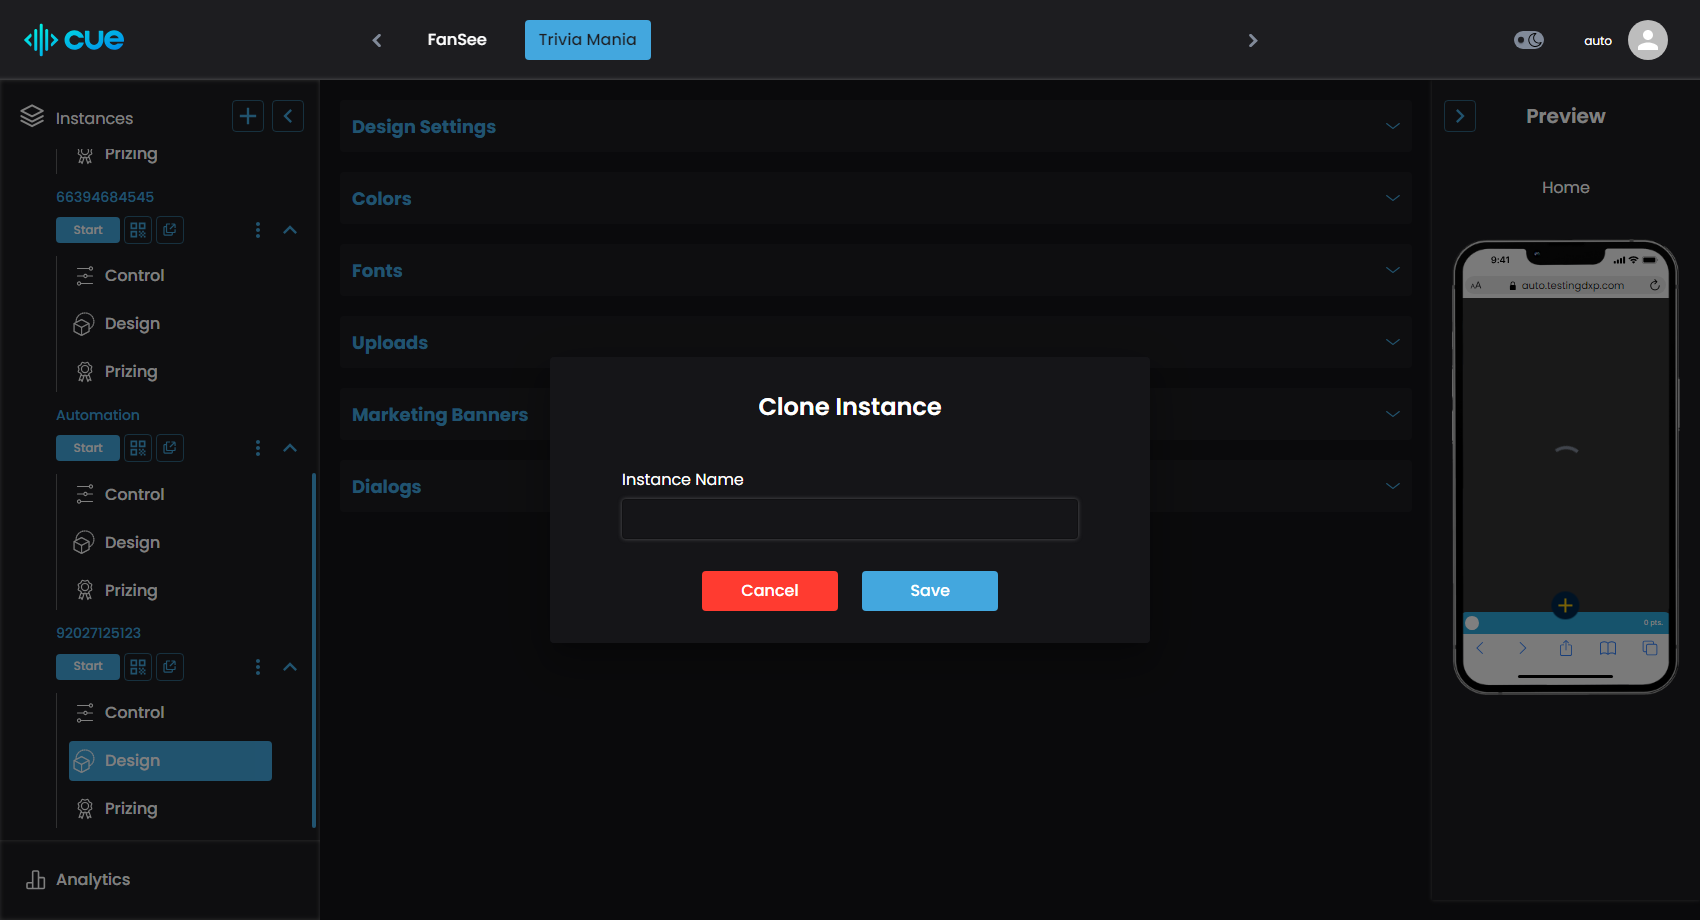 cue
FanSee
Trivia Mania
auto
Instances
Prizing
66394684545
Start
Control
Design
Prizing
Automation
Start
Control
Design
Prizing
92027125123
Start
Control
Design
Prizing
Analytics
Design Settings
Colors
Fonts
Uploads
Marketing Banners
Dialogs
Clone Instance
Instance Name
Cancel
Save
Preview
Home
9:41
AA auto.testingdxp.com
0 pts.